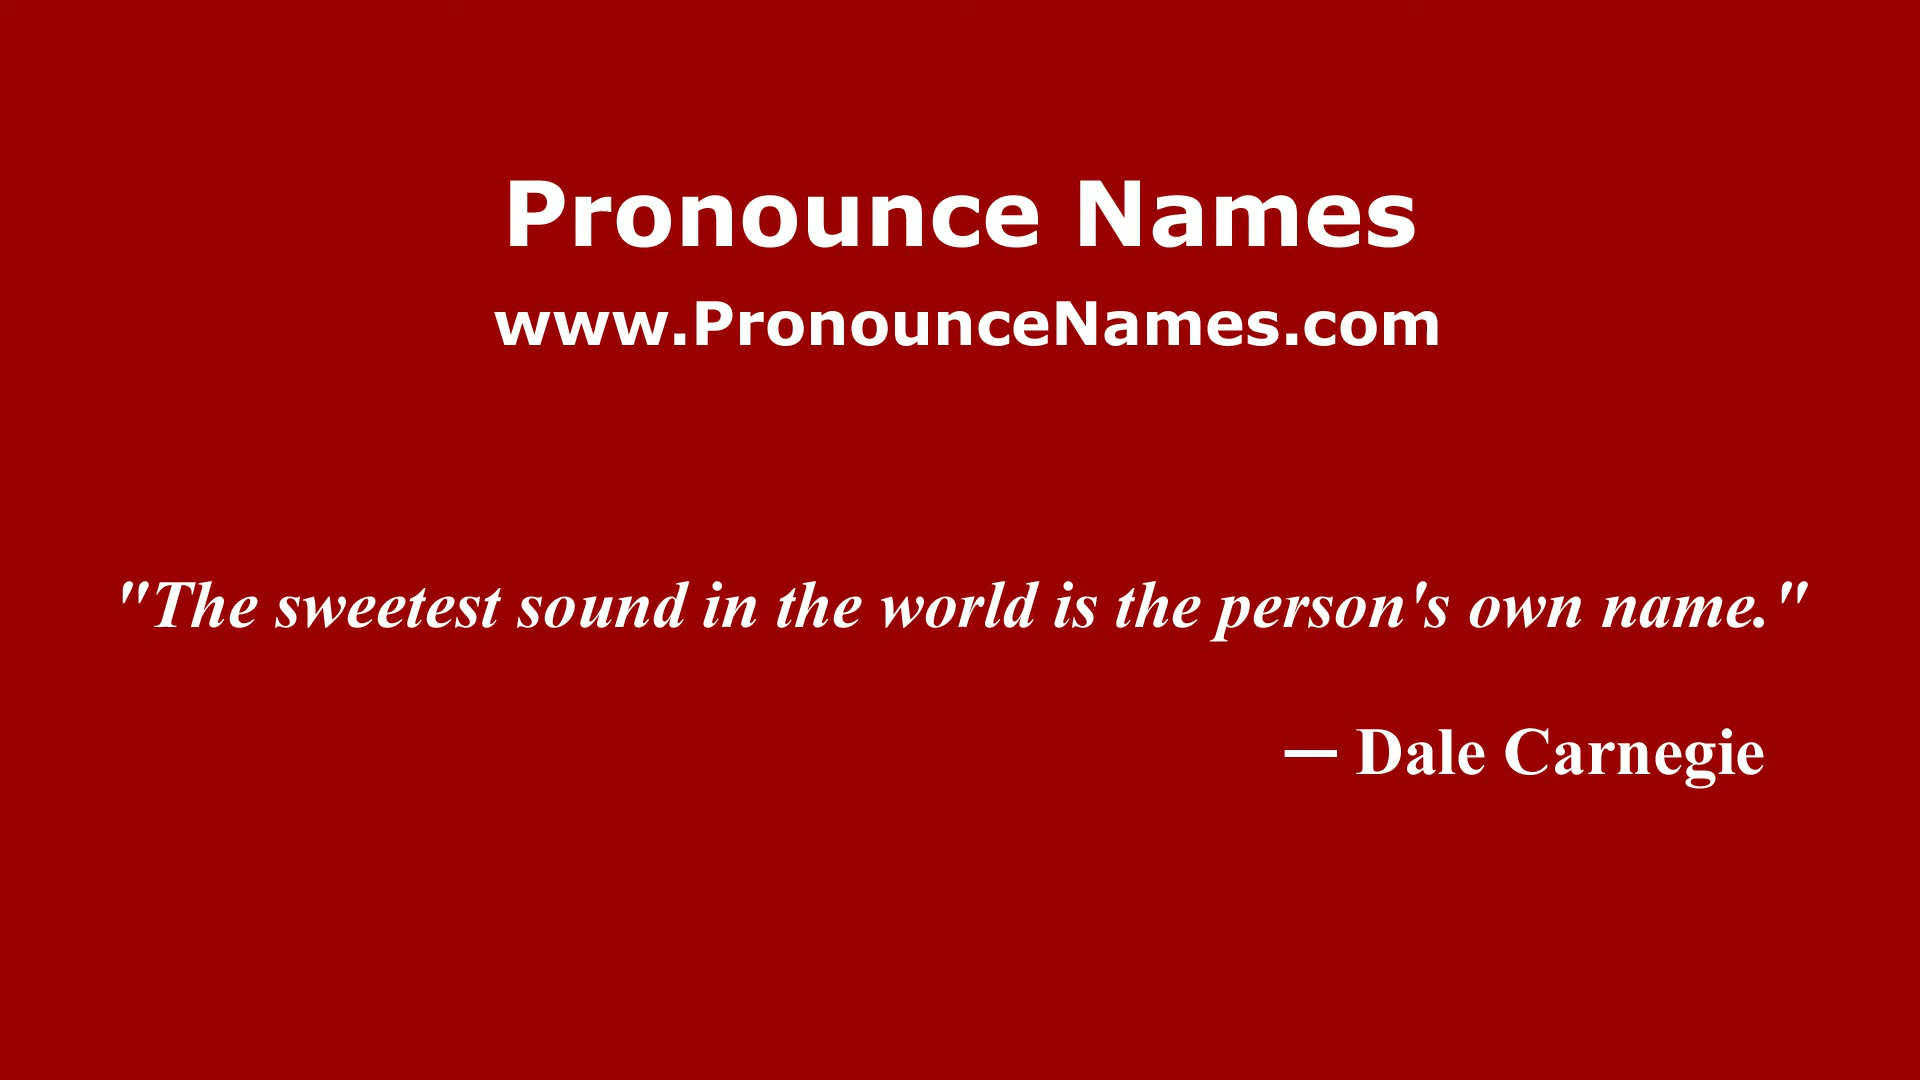 Pronounce Names
www.PronounceNames.com
"The sweetest sound in the world is the person's own name."
— Dale Carnegie